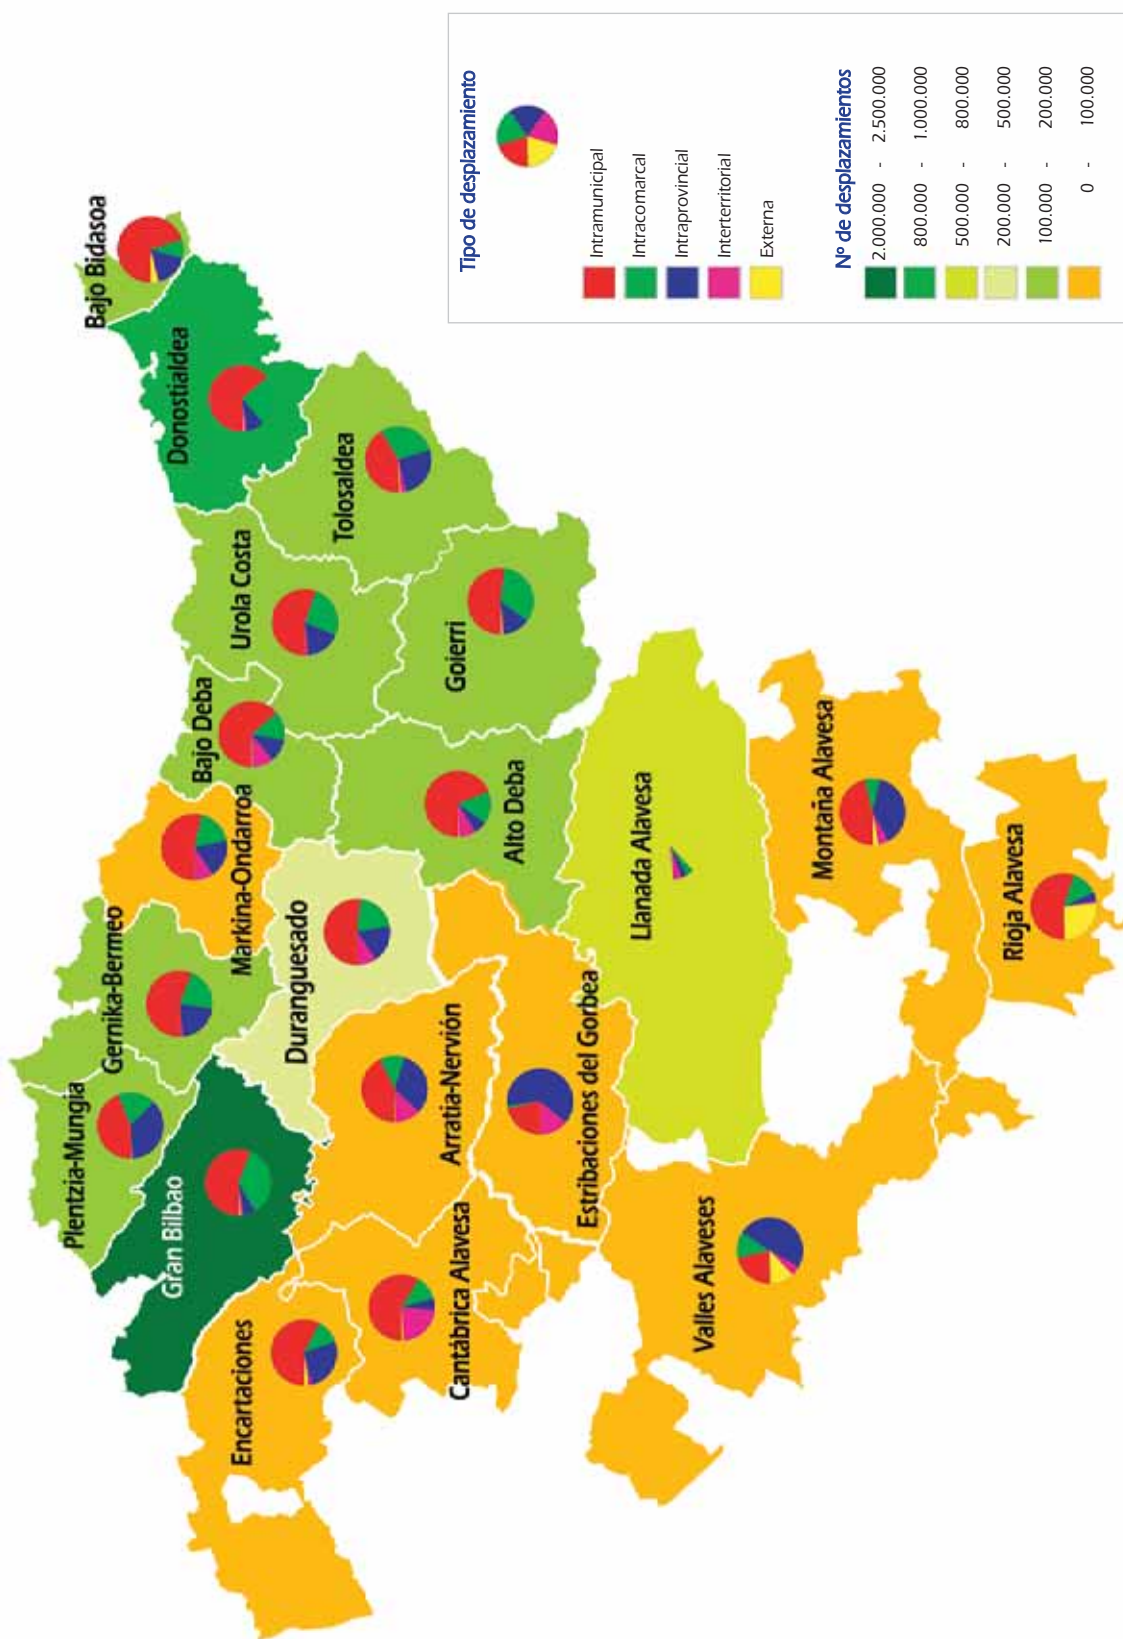 Bajo Bidasoa
Donostialdea
Tolosaldea
Urola Costa
Goierri
Bajo Deba
Alto Deba
Markina-Ondarroa
Gernika-Bermeo
Duranguesado
Plentzia-Mungia
Gran Bilbao
Arratia-Nervión
Estribaciones del Gorbea
Cantábrica Alavesa
Encartaciones
Llanada Alavesa
Montaña Alavesa
Rioja Alavesa
Valles Alaveses
Tipo de desplazamiento
Intramunicipal
Intracomarcal
Intraprovincial
Interterritorial
Externa
Nº de desplazamientos
2.000.000 - 2.500.000
800.000 - 1.000.000
500.000 - 800.000
200.000 - 500.000
100.000 - 200.000
0 - 100.000